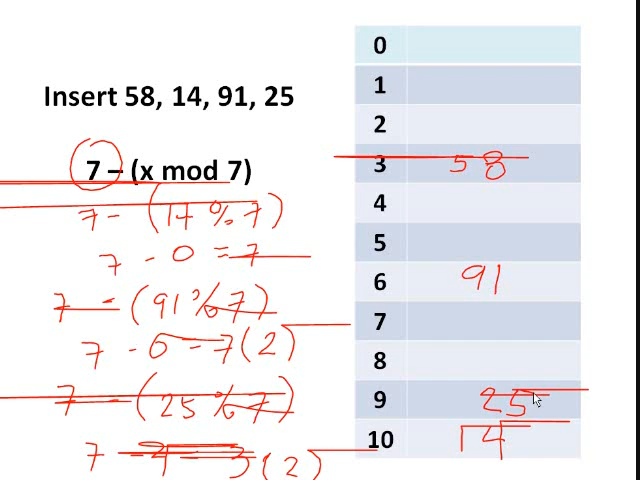 Insert 58, 14, 91, 25
7 – (x mod 7)
7 - (14 % 7)
7 - 0 = 7
7 - (91 % 7)
7 - 0 = 7 (2)
7 - (25 % 7)
7 - 4 = 3 (2)
0
1
2
3 58
4
5
6 91
7
8
9 25
10 14